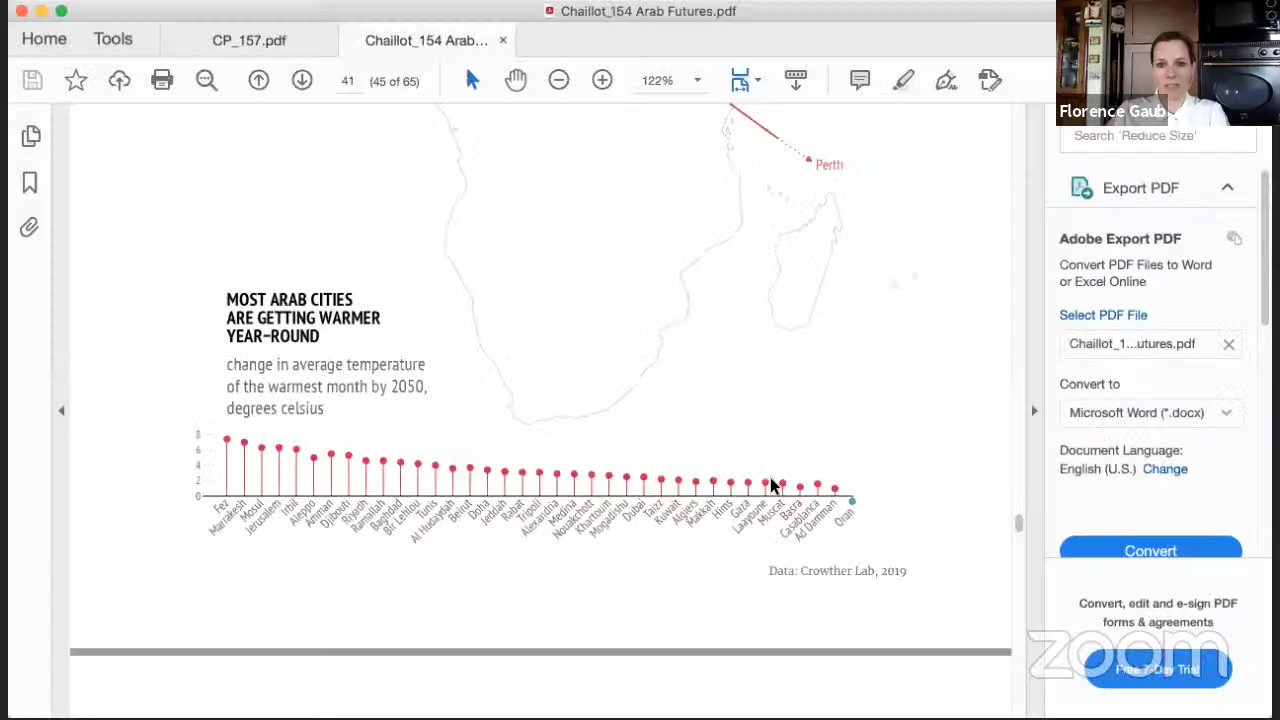 Chaillot_154 Arab Futures.pdf
Home
Tools
CP_157.pdf
Chaillot_154 Arab... ×
41
(45 of 65)
122%
Florence Gaub
Search 'Reduce Size'
Export PDF
Adobe Export PDF
Convert PDF Files to Word
or Excel Online
Select PDF File
Chaillot_1...utures.pdf
Convert to
Microsoft Word (*.docx)
Document Language:
English (U.S.) Change
Convert
Convert, edit and e-sign PDF
forms & agreements
Free 7-Day Trial
zoom
Perth
MOST ARAB CITIES
ARE GETTING WARMER
YEAR-ROUND
change in average temperature
of the warmest month by 2050,
degrees celsius
8
6
4
2
0
Fez
Marrakesh
Mosul
Jerusalem
Irbil
Aleppo
Amman
Djibouti
Riyadh
Ramallah
Baghdad
Bir Lehlou
Tunis
Al Hudaydah
Beirut
Doha
Jeddah
Rabat
Tripoli
Alexandria
Medina
Nouakchott
Khartoum
Mogadishu
Dubai
Taizz
Kuwait
Algiers
Makkah
Hims
Gaza
Laayoune
Muscat
Basra
Casablanca
Ad Damman
Oran
Data: Crowther Lab, 2019